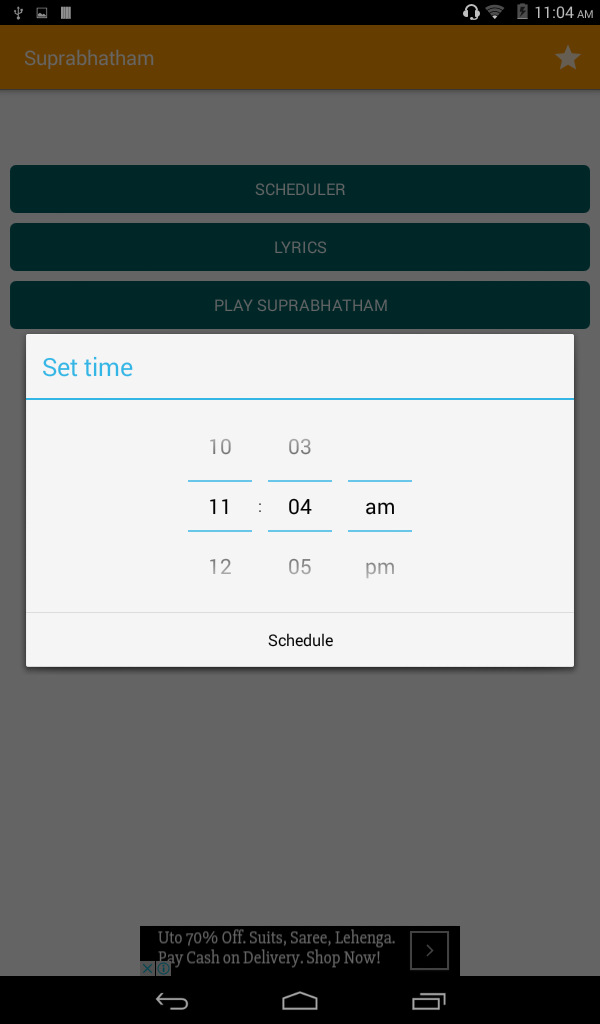 11:04 AM
Suprabhatham
SCHEDULER
LYRICS
PLAY SUPRABHATHAM
Set time
10 03
11 : 04 am
12 05 pm
Schedule
Uto 70% Off. Suits, Saree, Lehenga.
Pay Cash on Delivery. Shop Now!